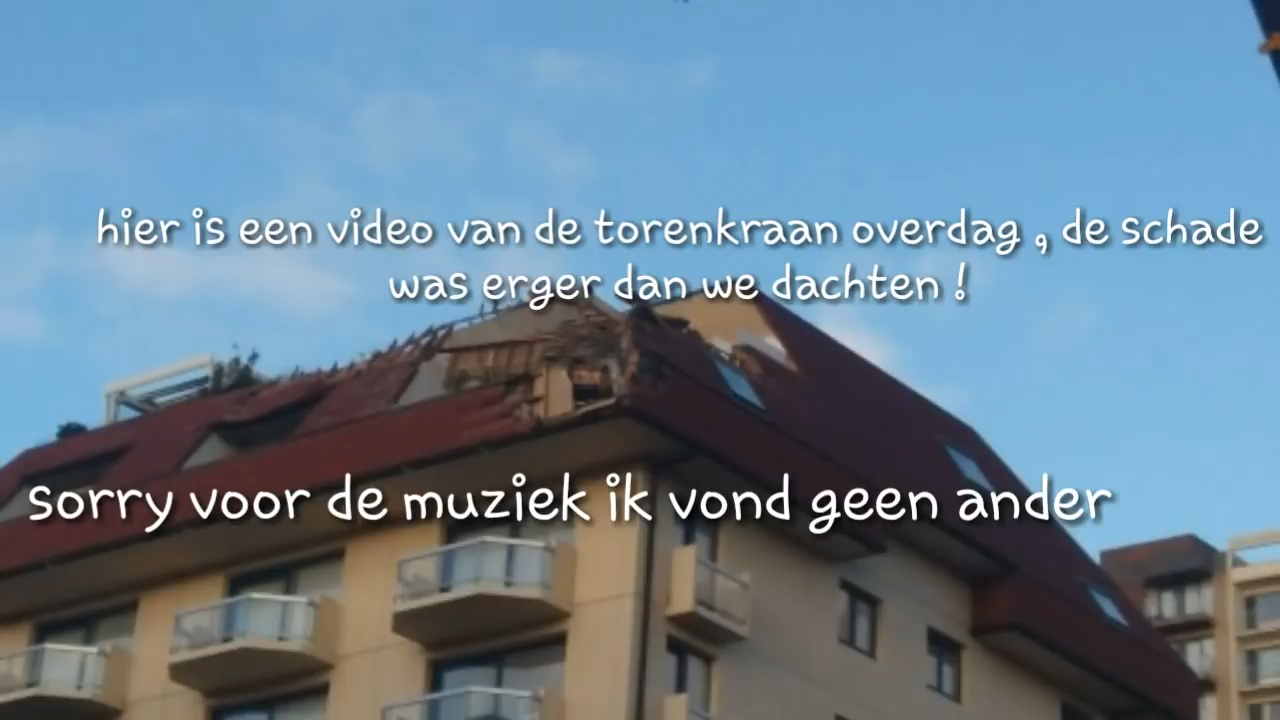 hier is een video van de torenkraan overdag , de schade
was erger dan we dachten !
sorry voor de muziek ik vond geen ander